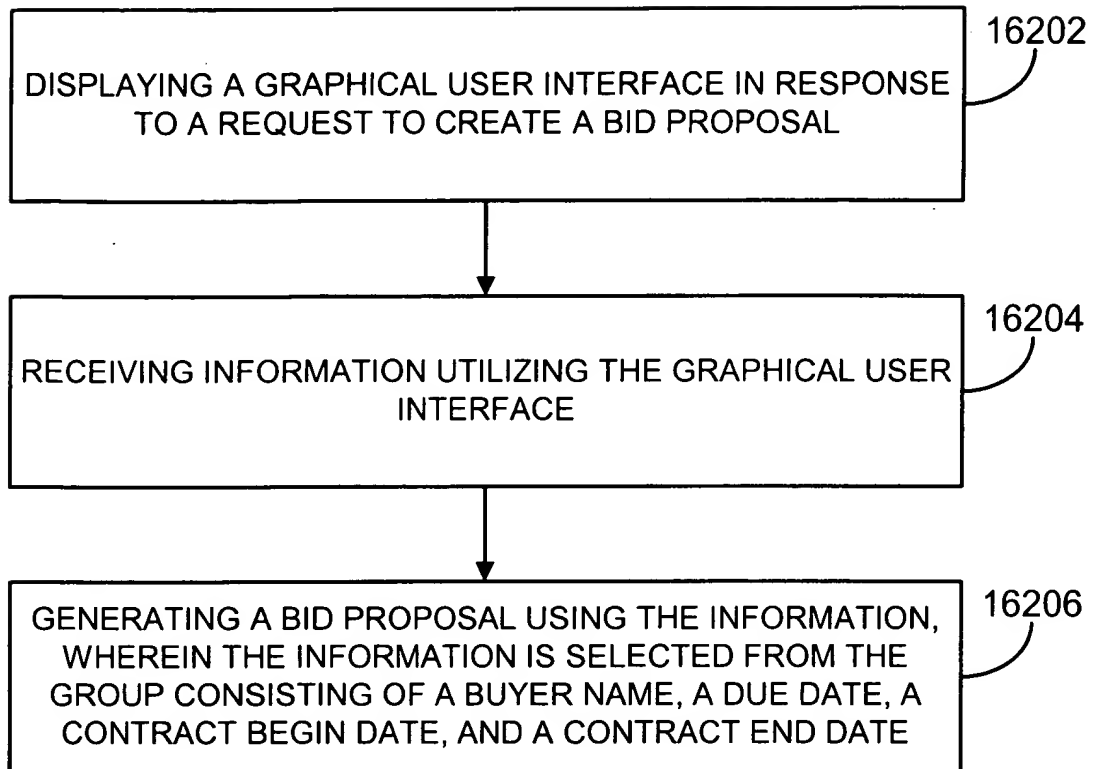 16202
DISPLAYING A GRAPHICAL USER INTERFACE IN RESPONSE
TO A REQUEST TO CREATE A BID PROPOSAL
16204
RECEIVING INFORMATION UTILIZING THE GRAPHICAL USER
INTERFACE
16206
GENERATING A BID PROPOSAL USING THE INFORMATION,
WHEREIN THE INFORMATION IS SELECTED FROM THE
GROUP CONSISTING OF A BUYER NAME, A DUE DATE, A
CONTRACT BEGIN DATE, AND A CONTRACT END DATE